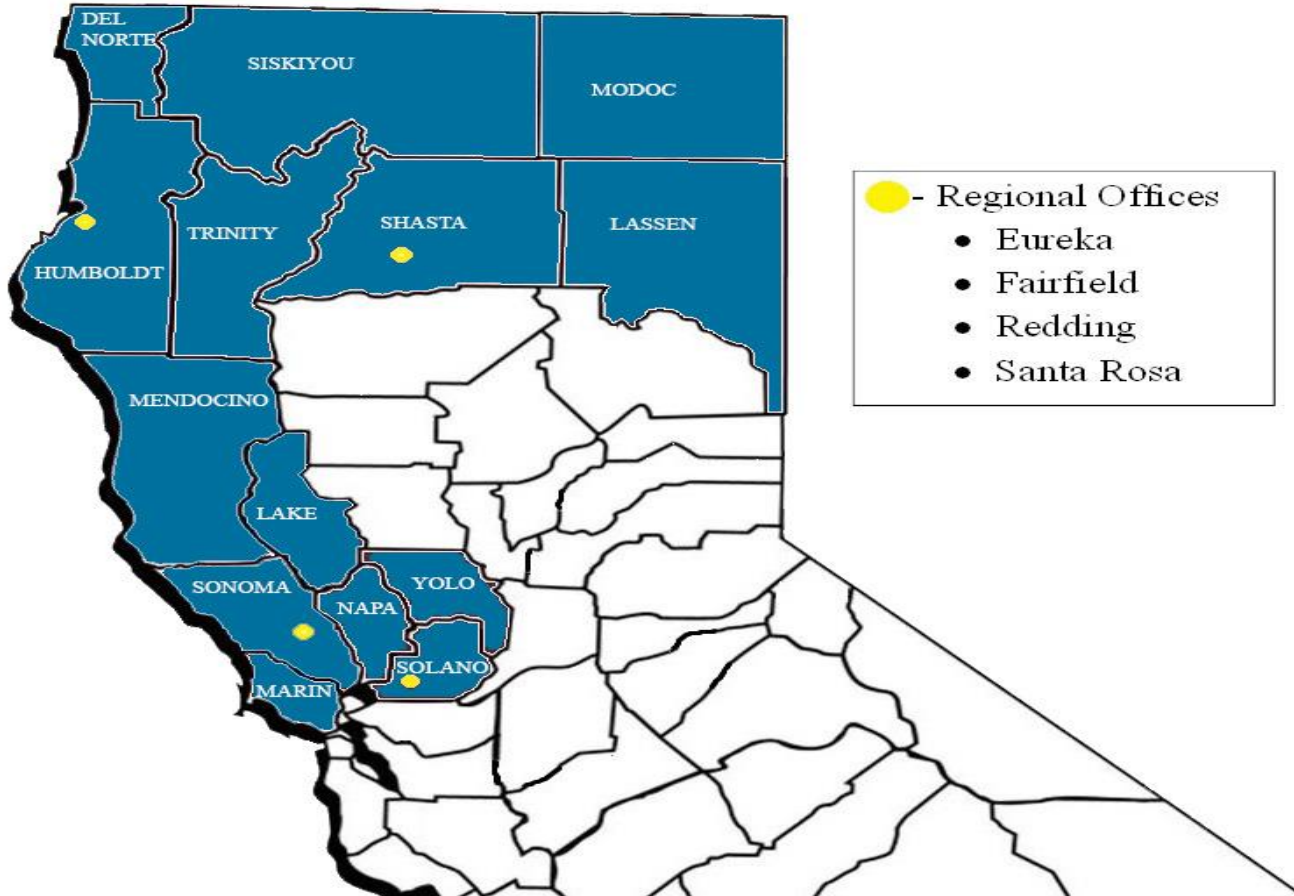 DEL
NORTE
SISKIYOU
MODOC
TRINITY
SHASTA
LASSEN
HUMBOLDT
MENDOCINO
LAKE
SONOMA
NAPA
YOLO
SOLANO
MARIN
- Regional Offices
• Eureka
• Fairfield
• Redding
• Santa Rosa